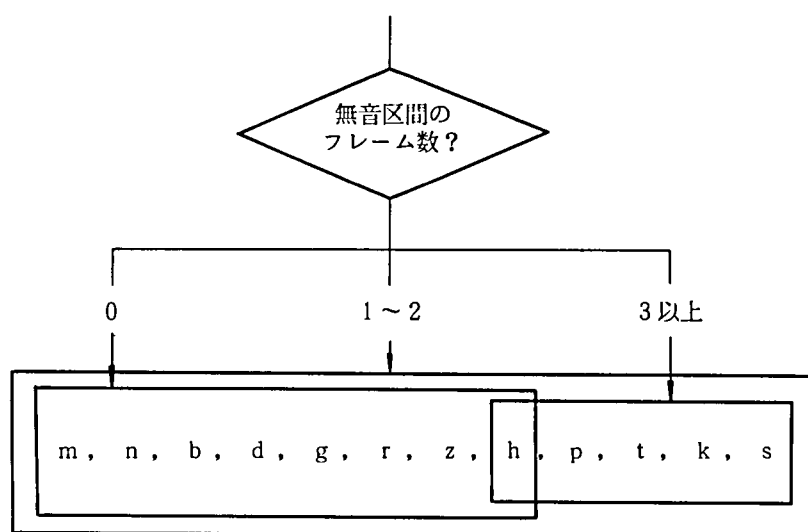 無音区間の
フレーム数？
0
1～2
3以上
m, n, b, d, g, r, z, h, p, t, k, s